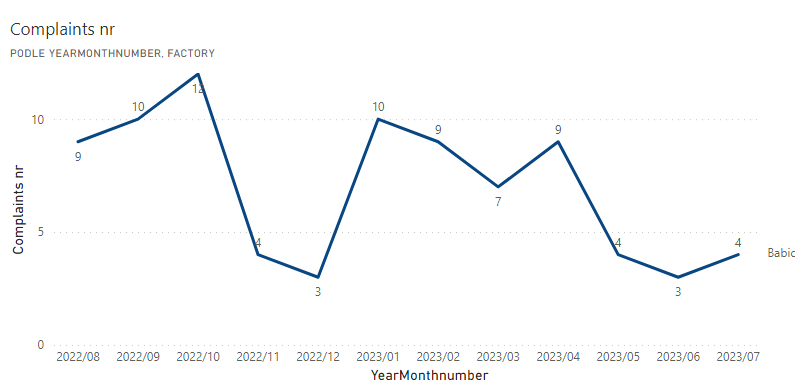 Complaints nr
PODLE YEARMONTHNUMBER, FACTORY
Complaints nr
10
5
0
9
10
12
4
3
10
9
7
9
4
3
4
Babic
2022/08 2022/09 2022/10 2022/11 2022/12 2023/01 2023/02 2023/03 2023/04 2023/05 2023/06 2023/07
YearMonthnumber